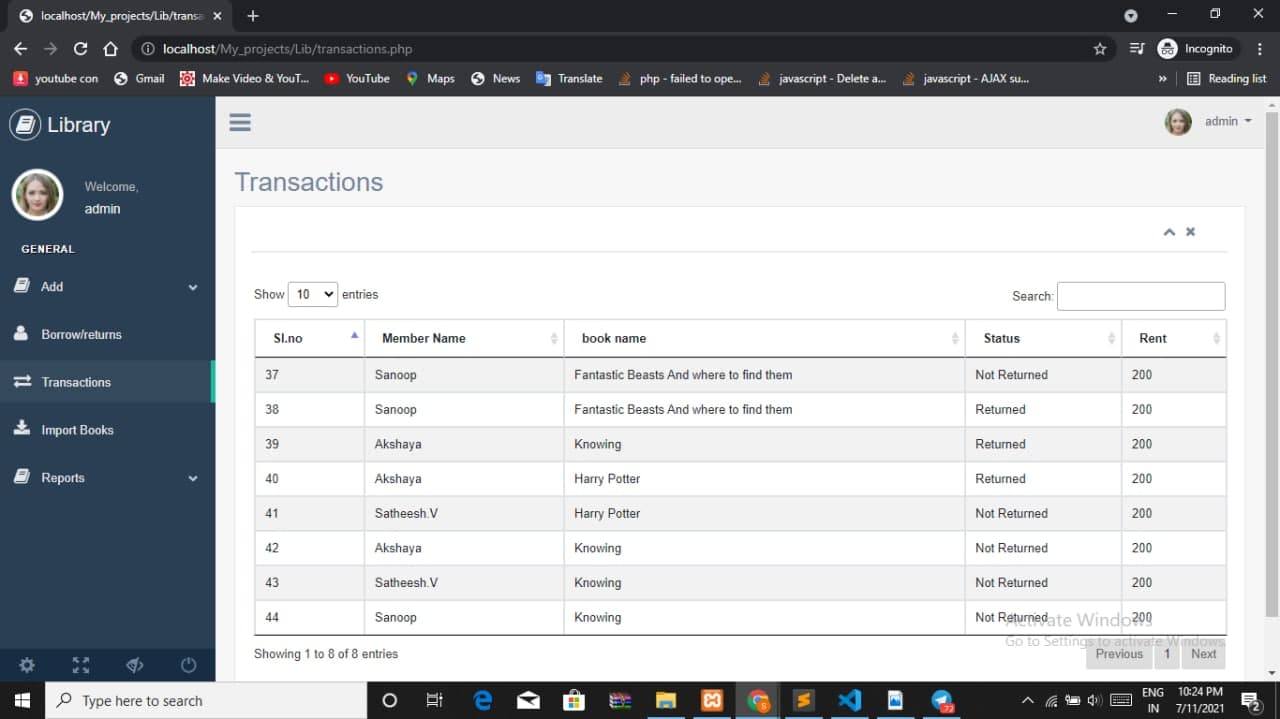 localhost/My_projects/Lib/transa
localhost/My_projects/Lib/transactions.php
Incognito
youtube con
Gmail
Make Video & YouT...
YouTube
Maps
News
Translate
php - failed to ope...
javascript - Delete a...
javascript - AJAX su...
»
Reading list
Library
admin
Welcome,
admin
Transactions
GENERAL
Add
Borrow/returns
Transactions
Import Books
Reports
Show 10 entries
Search:
Sl.no Member Name book name Status Rent
37 Sanoop Fantastic Beasts And where to find them Not Returned 200
38 Sanoop Fantastic Beasts And where to find them Returned 200
39 Akshaya Knowing Returned 200
40 Akshaya Harry Potter Returned 200
41 Satheesh.V Harry Potter Not Returned 200
42 Akshaya Knowing Not Returned 200
43 Satheesh.V Knowing Not Returned 200
44 Sanoop Knowing Not Returned 200
Activate Windows
Go to Settings to activate Windows.
Showing 1 to 8 of 8 entries
Previous 1 Next
Type here to search
72
ENG
IN
10:24 PM
7/11/2021
2